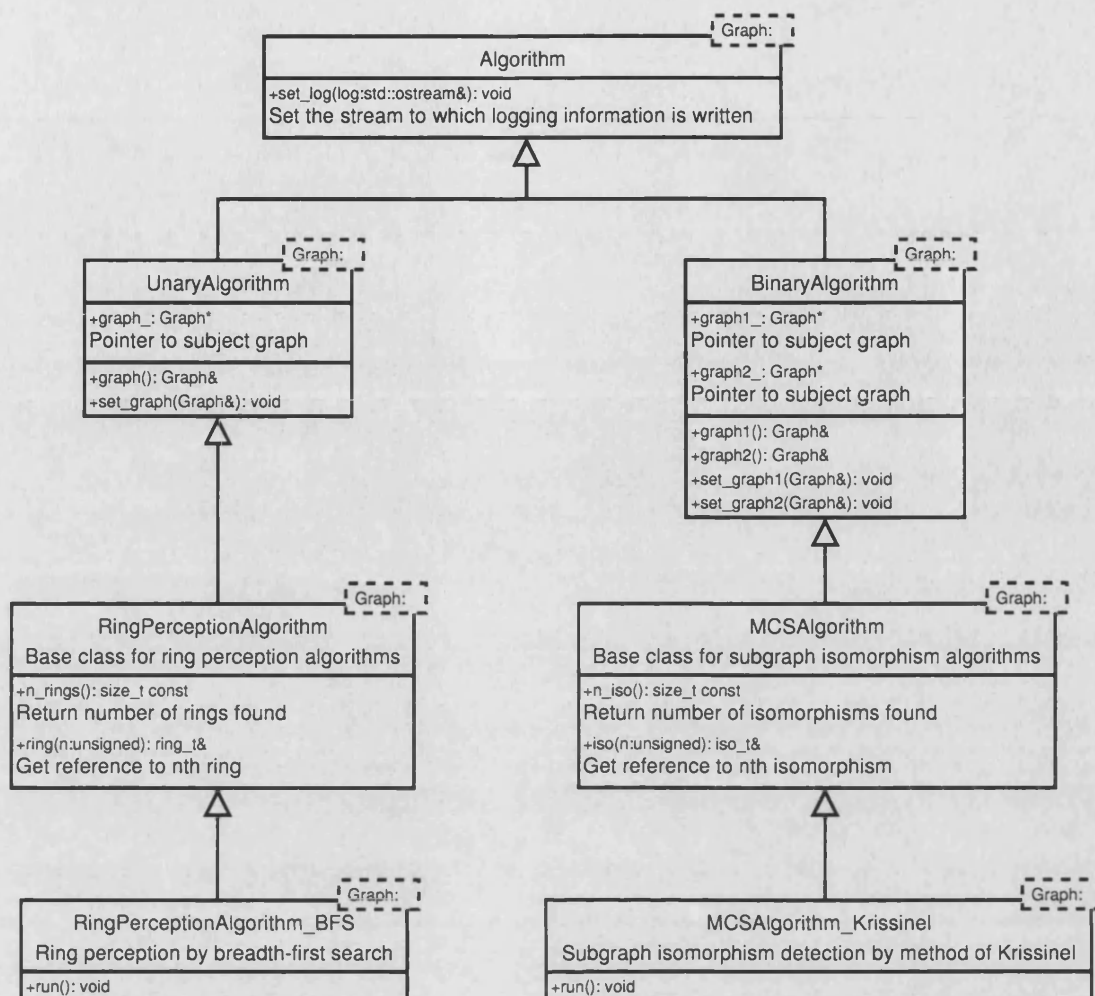 Graph:
Algorithm
+set_log(log:std::ostream&): void
Set the stream to which logging information is written
Graph:
UnaryAlgorithm
+graph_: Graph*
Pointer to subject graph
+graph(): Graph&
+set_graph(Graph&): void
Graph:
BinaryAlgorithm
+graph1_: Graph*
Pointer to subject graph
+graph2_: Graph*
Pointer to subject graph
+graph1(): Graph&
+graph2(): Graph&
+set_graph1(Graph&): void
+set_graph2(Graph&): void
Graph:
RingPerceptionAlgorithm
Base class for ring perception algorithms
+n_rings(): size_t const
Return number of rings found
+ring(n:unsigned): ring_t&
Get reference to nth ring
Graph:
MCSAlgorithm
Base class for subgraph isomorphism algorithms
+n_iso(): size_t const
Return number of isomorphisms found
+iso(n:unsigned): iso_t&
Get reference to nth isomorphism
Graph:
RingPerceptionAlgorithm_BFS
Ring perception by breadth-first search
+run(): void
Graph:
MCSAlgorithm_Krissinel
Subgraph isomorphism detection by method of Krissinel
+run(): void